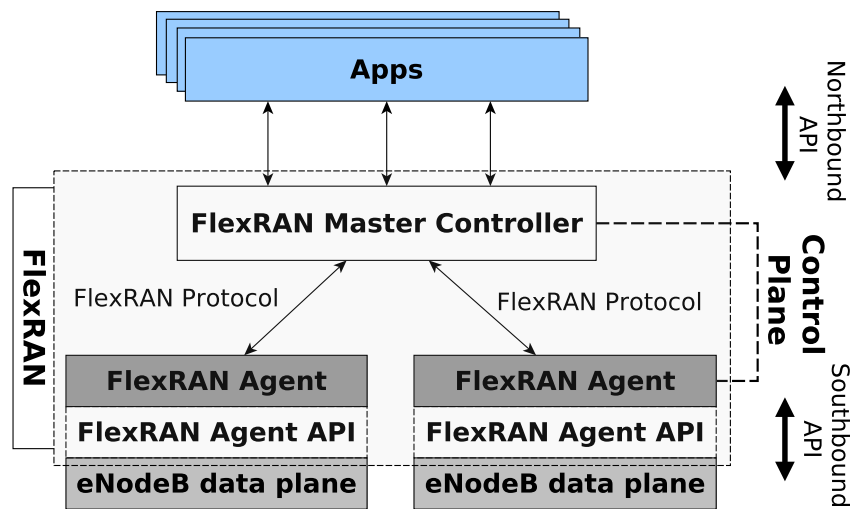 Apps
Northbound
API
FlexRAN Master Controller
FlexRAN
FlexRAN Protocol
FlexRAN Protocol
Control
Plane
FlexRAN Agent
FlexRAN Agent
FlexRAN Agent API
FlexRAN Agent API
Southbound
API
eNodeB data plane
eNodeB data plane